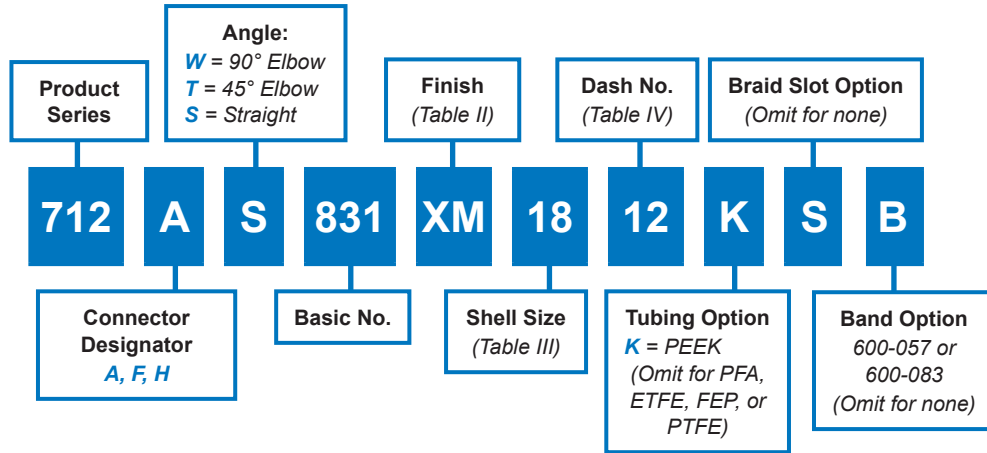 Product
Series
Angle:
W = 90° Elbow
T = 45° Elbow
S = Straight
Finish
(Table II)
Dash No.
(Table IV)
Braid Slot Option
(Omit for none)
712 A S 831 XM 18 12 K S B
Connector
Designator
A, F, H
Basic No.
Shell Size
(Table III)
Tubing Option
K = PEEK
(Omit for PFA,
ETFE, FEP, or
PTFE)
Band Option
600-057 or
600-083
(Omit for none)